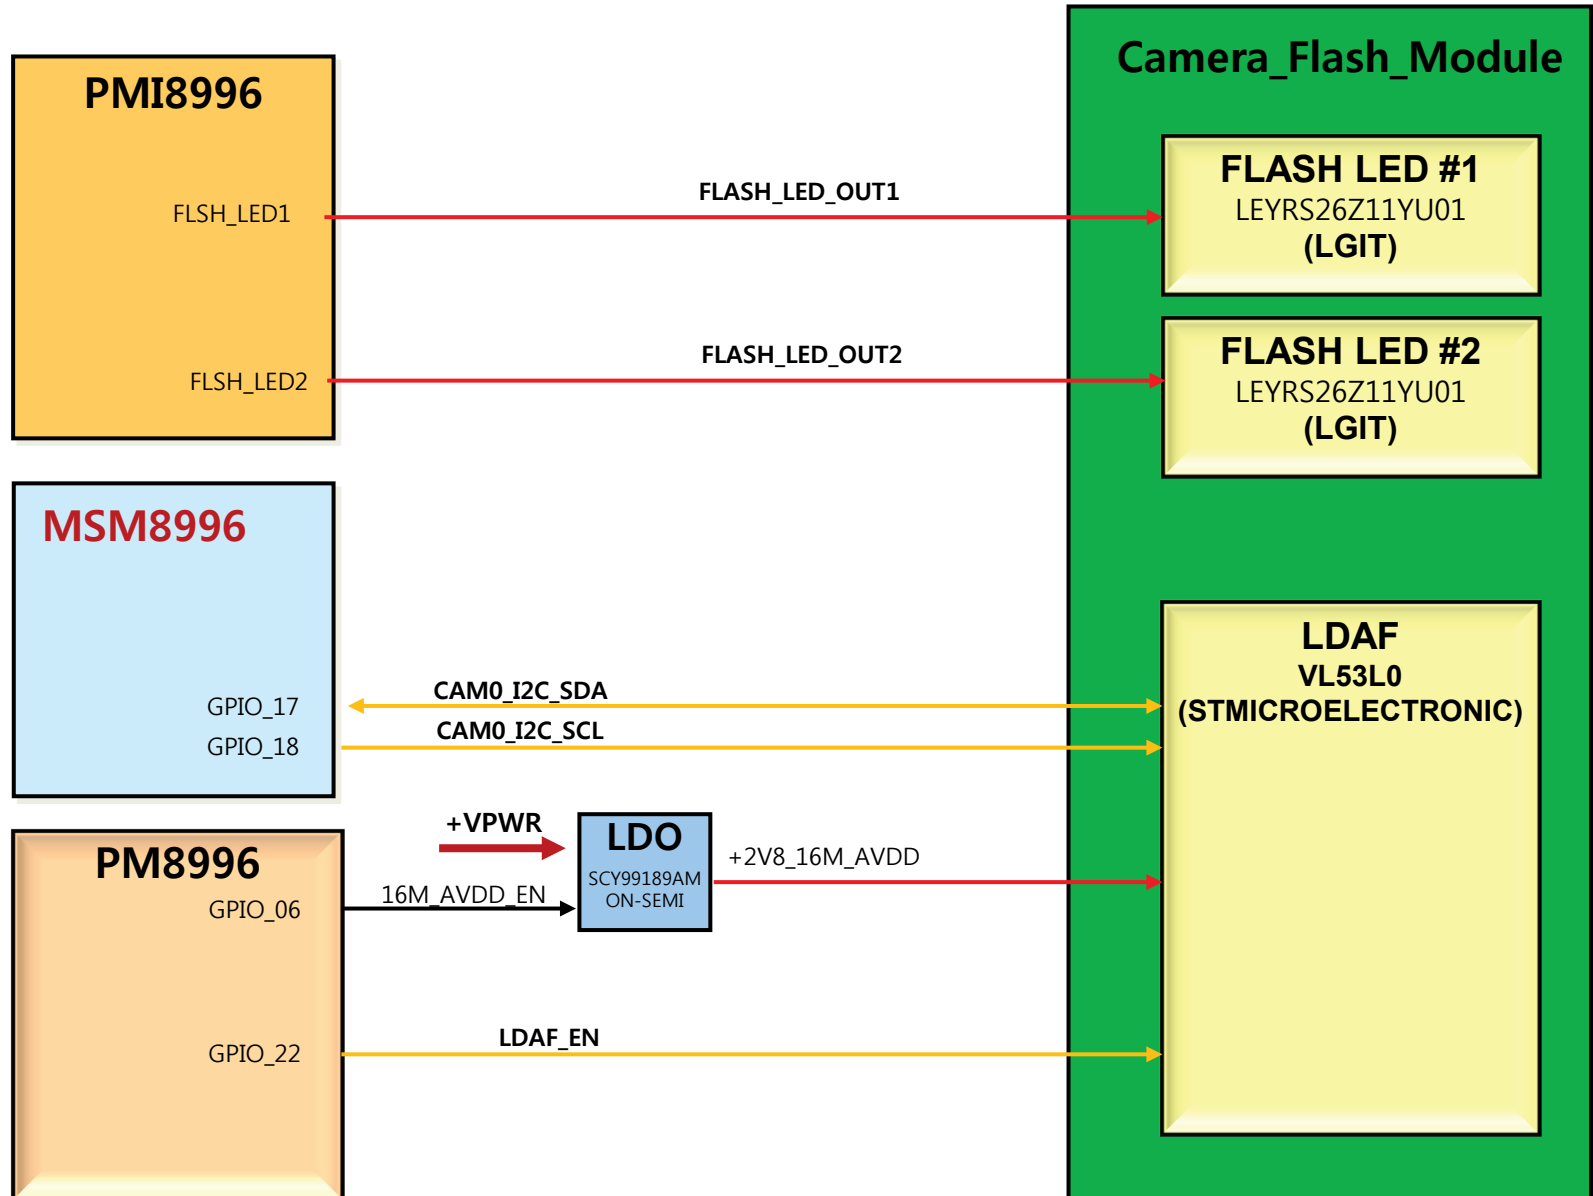 Camera_Flash_Module
PMI8996
FLSH_LED1
FLASH_LED_OUT1
FLASH LED #1
LEYRS26Z11YU01
(LGIT)
FLSH_LED2
FLASH_LED_OUT2
FLASH LED #2
LEYRS26Z11YU01
(LGIT)
MSM8996
GPIO_17
GPIO_18
CAM0_I2C_SDA
CAM0_I2C_SCL
LDAF
VL53L0
(STMICROELECTRONIC)
PM8996
GPIO_06
+VPWR
16M_AVDD_EN
LDO
SCY99189AM
ON-SEMI
+2V8_16M_AVDD
GPIO_22
LDAF_EN